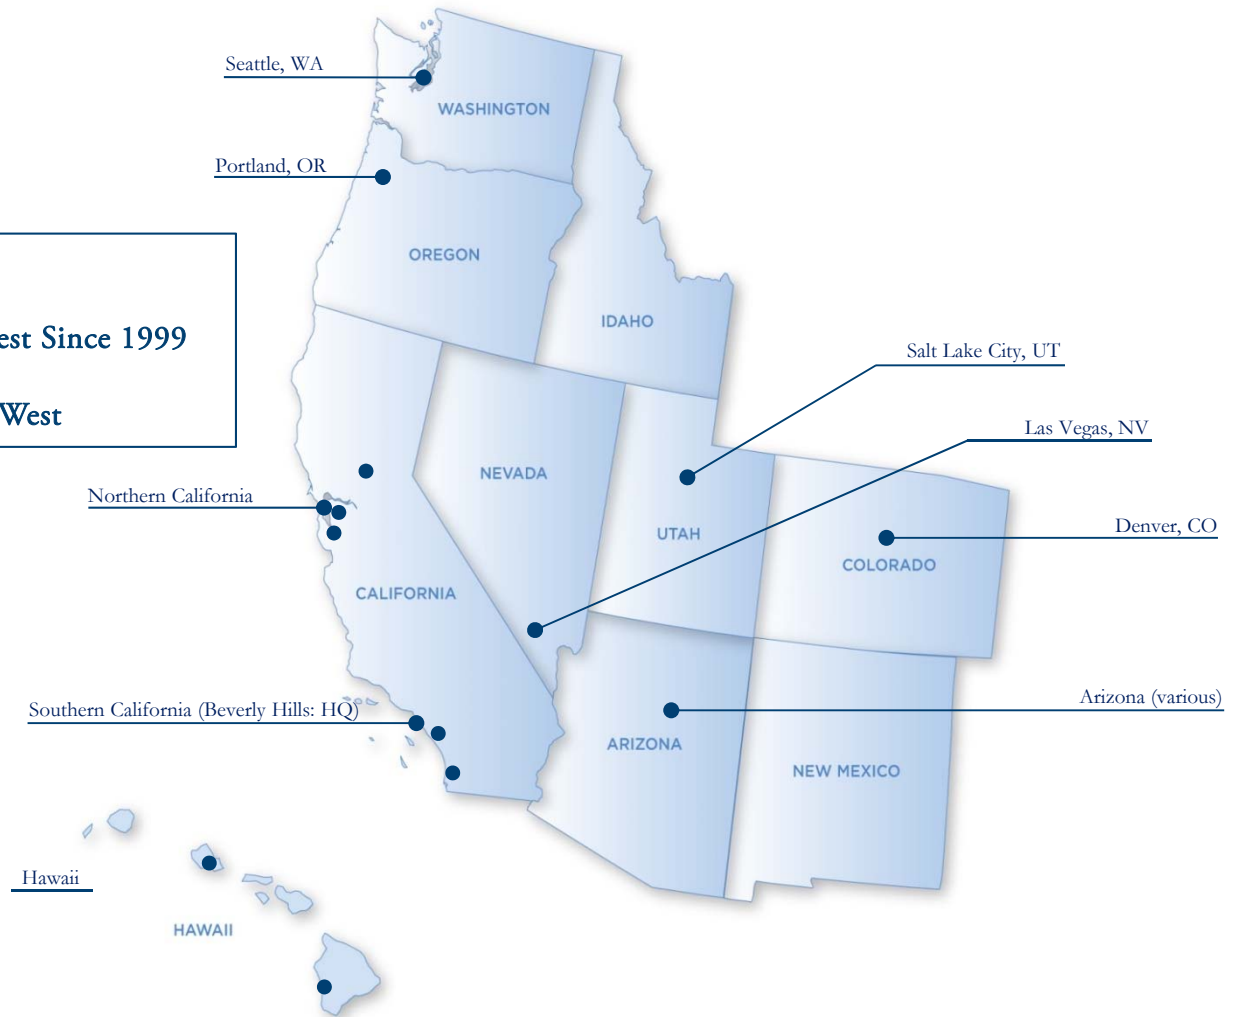 Seattle, WA
WASHINGTON
Portland, OR
OREGON
IDAHO
Since 1999
West
Salt Lake City, UT
Las Vegas, NV
NEVADA
Northern California
UTAH
Denver, CO
COLORADO
CALIFORNIA
Southern California (Beverly Hills: HQ)
Arizona (various)
ARIZONA
NEW MEXICO
Hawaii
HAWAII